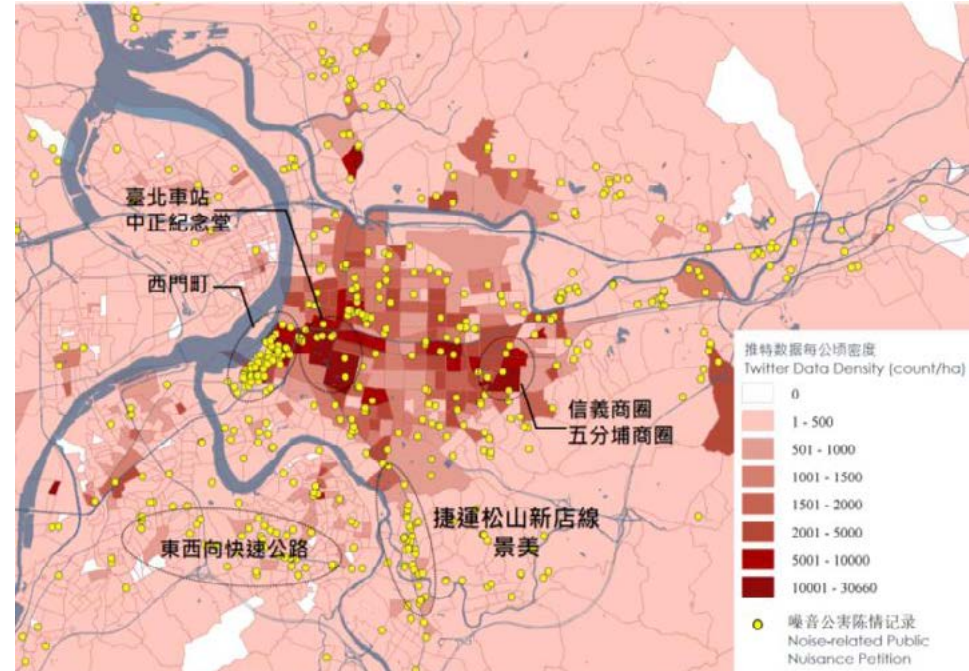 臺北車站
中正紀念堂
西門町
信義商圈
五分埔商圈
捷運松山新店線
景美
東西向快速公路
推特数据每公顷密度
Twitter Data Density (count/ha)
0
1 - 500
501 - 1000
1001 - 1500
1501 - 2000
2001 - 5000
5001 - 10000
10001 - 30660
噪音公害陈情记录
Noise-related Public
Nuisance Petition